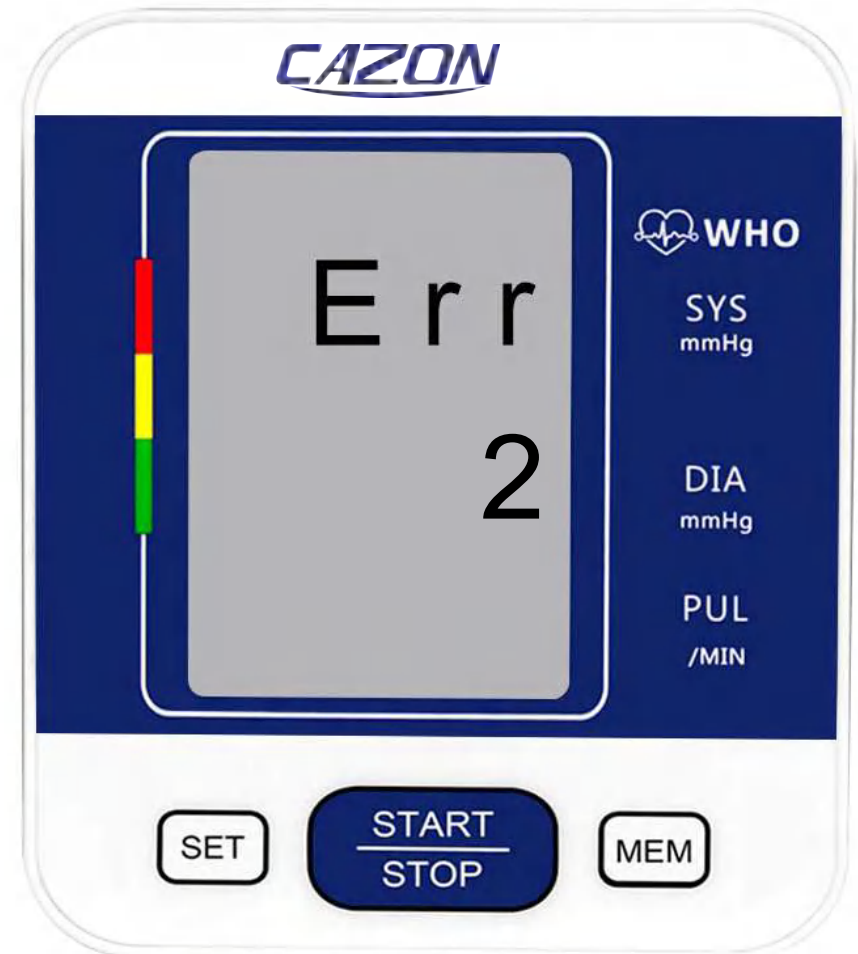 CAZON
Err
2
WHO
SYS
mmHg
DIA
mmHg
PUL
/MIN
SET
START
STOP
MEM